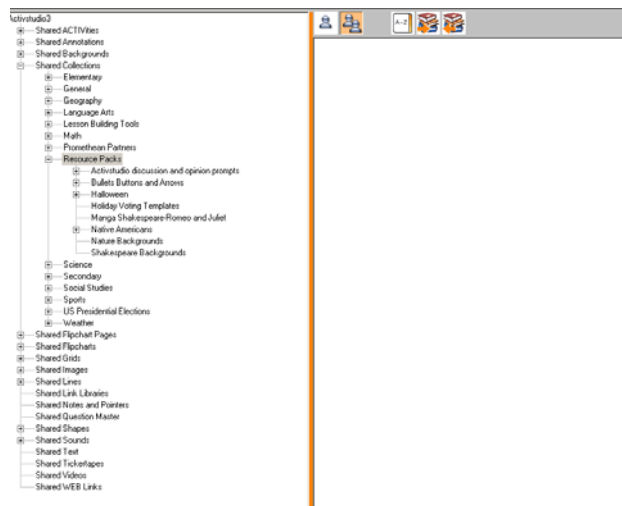 Activstudio3
Shared ACTIVities
Shared Annotations
Shared Backgrounds
Shared Collections
Elementary
General
Geography
Language Arts
Lesson Building Tools
Math
Promethean Partners
Resource Packs
Activstudio discussion and opinion prompts
Bullets Buttons and Arrows
Halloween
Holiday Voting Templates
Manga Shakespeare-Romeo and Juliet
Native Americans
Nature Backgrounds
Shakespeare Backgrounds
Science
Secondary
Social Studies
Sports
US Presidential Elections
Weather
Shared Flipchart Pages
Shared Flipcharts
Shared Grids
Shared Images
Shared Lines
Shared Link Libraries
Shared Notes and Pointers
Shared Question Master
Shared Shapes
Shared Sounds
Shared Text
Shared Tickertapes
Shared Videos
Shared WEB Links
A-Z